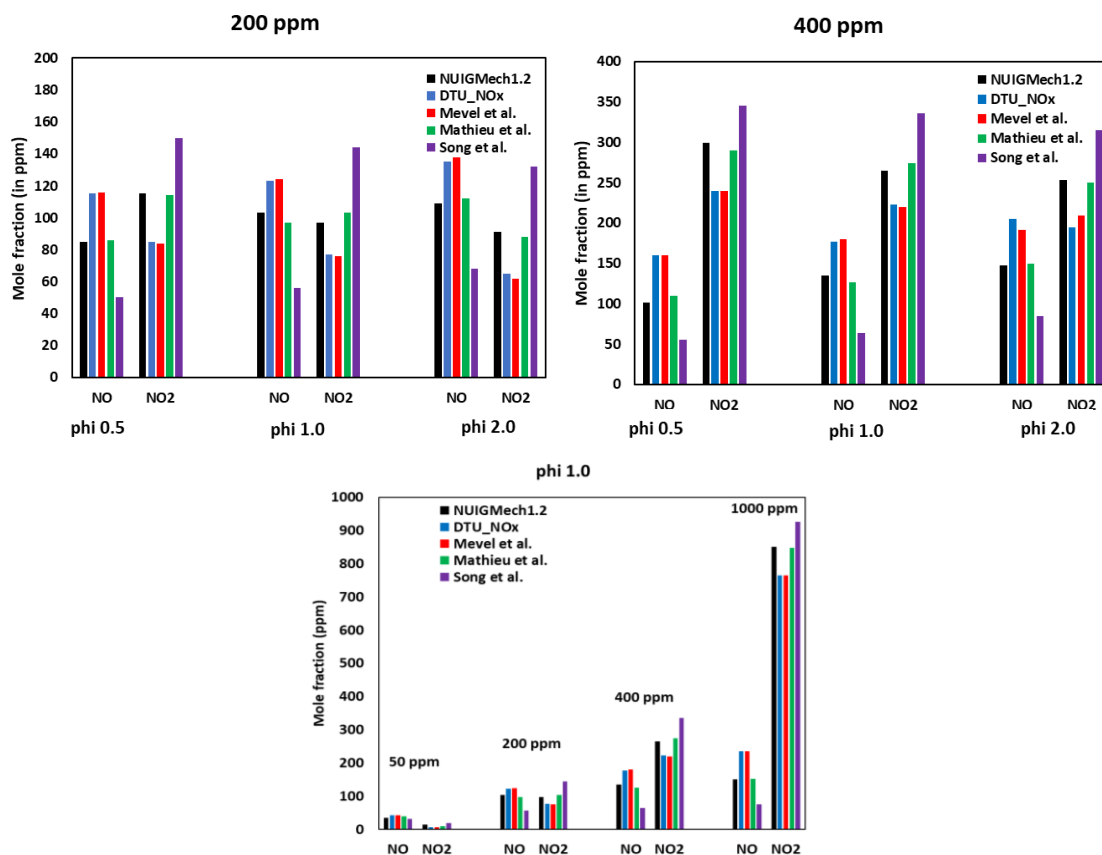 200 ppm
Mole fraction (in ppm)
200
180
160
140
120
100
80
60
40
20
0
NUIGMech1.2
DTU_NOx
Mevel et al.
Mathieu et al.
Song et al.
NO NO2 NO NO2 NO NO2
phi 0.5 phi 1.0 phi 2.0
400 ppm
Mole fraction (in ppm)
400
350
300
250
200
150
100
50
0
NUIGMech1.2
DTU_NOx
Mevel et al.
Mathieu et al.
Song et al.
NO NO2 NO NO2 NO NO2
phi 0.5 phi 1.0 phi 2.0
phi 1.0
Mole fraction (ppm)
1000
900
800
700
600
500
400
300
200
100
0
NUIGMech1.2
DTU_NOx
Mevel et al.
Mathieu et al.
Song et al.
1000 ppm
400 ppm
200 ppm
50 ppm
NO NO2 NO NO2 NO NO2 NO NO2